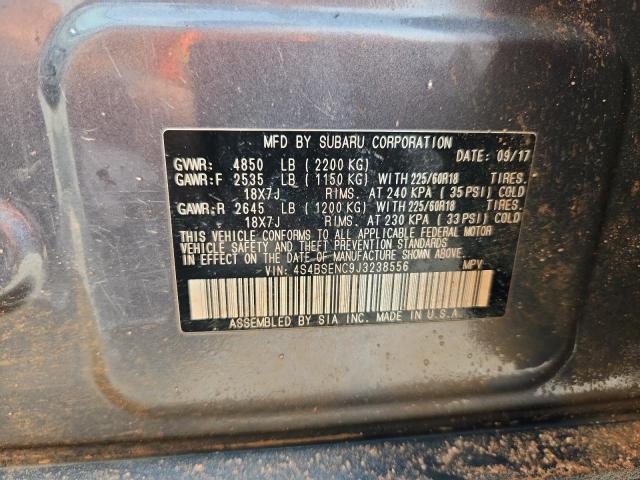 MFD BY SUBARU CORPORATION
GVWR: 4850 LB ( 2200 KG) DATE: 09/17
GAWR:F 2535 LB ( 1150 KG) WITH 225/60R18 TIRES.
18X7J RIMS. AT 240 KPA ( 35 PSI) COLD
GAWR:R 2645 LB ( 1200 KG) WITH 225/60R18 TIRES.
18X7J RIMS. AT 230 KPA ( 33 PSI) COLD
THIS VEHICLE CONFORMS TO ALL APPLICABLE FEDERAL MOTOR
VEHICLE SAFETY AND THEFT PREVENTION STANDARDS
IN EFFECT ON THE DATE OF MANUFACTURE SHOWN ABOVE.
VIN: 4S4BSENC9J3238556 MPV
ASSEMBLED BY SIA INC. MADE IN U.S.A.